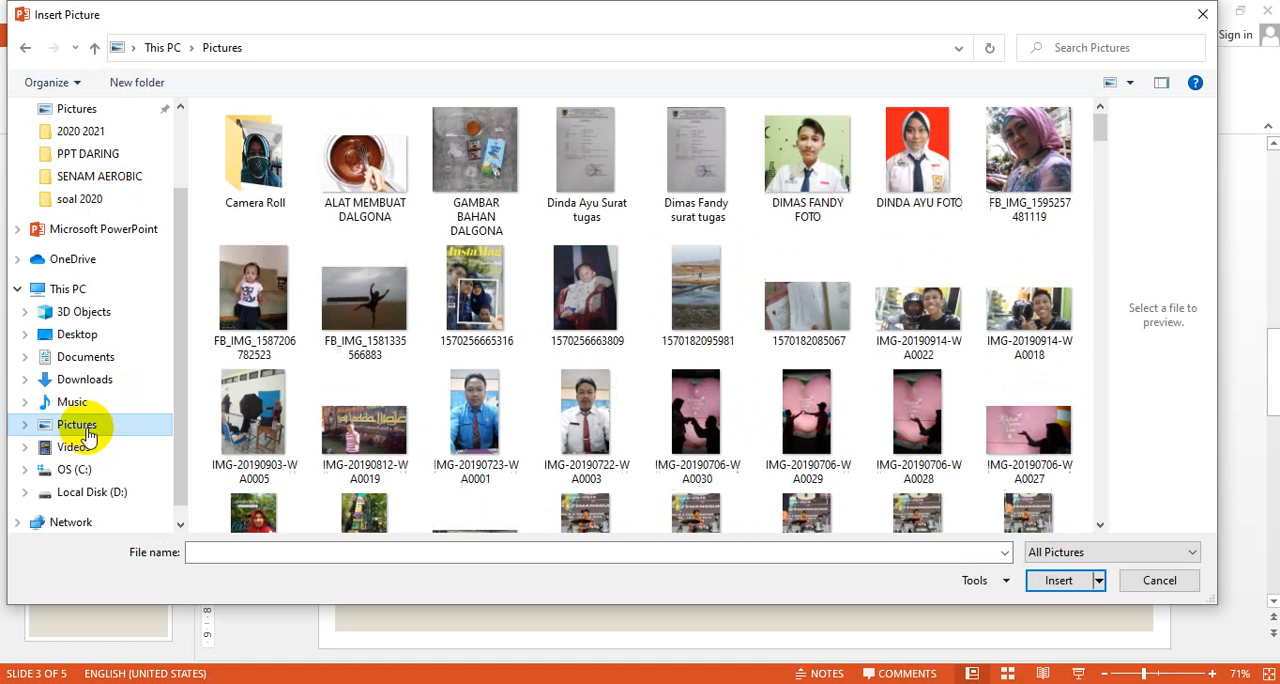 Insert Picture
Sign in
This PC
Pictures
Search Pictures
Organize
New folder
Pictures
2020 2021
PPT DARING
SENAM AEROBIC
soal 2020
Microsoft PowerPoint
OneDrive
This PC
3D Objects
Desktop
Documents
Downloads
Music
Pictures
Videos
OS (C:)
Local Disk (D:)
Network
Camera Roll
ALAT MEMBUAT
DALGONA
GAMBAR
BAHAN
DALGONA
Dinda Ayu Surat
tugas
Dimas Fandy
surat tugas
DIMAS FANDY
FOTO
DINDA AYU FOTO
FB_IMG_1595257
481119
InstaMag
FB_IMG_1587206
782523
FB_IMG_1581335
566883
1570256665316
1570256663809
1570182095981
1570182085067
IMG-20190914-W
A0022
IMG-20190914-W
A0018
IMG-20190903-W
A0005
IMG-20190812-W
A0019
IMG-20190723-W
A0001
IMG-20190722-W
A0003
IMG-20190706-W
A0030
IMG-20190706-W
A0029
IMG-20190706-W
A0028
IMG-20190706-W
A0027
Select a file to
preview.
File name:
All Pictures
Tools
Insert
Cancel
SLIDE 3 OF 5
ENGLISH (UNITED STATES)
NOTES
COMMENTS
71%